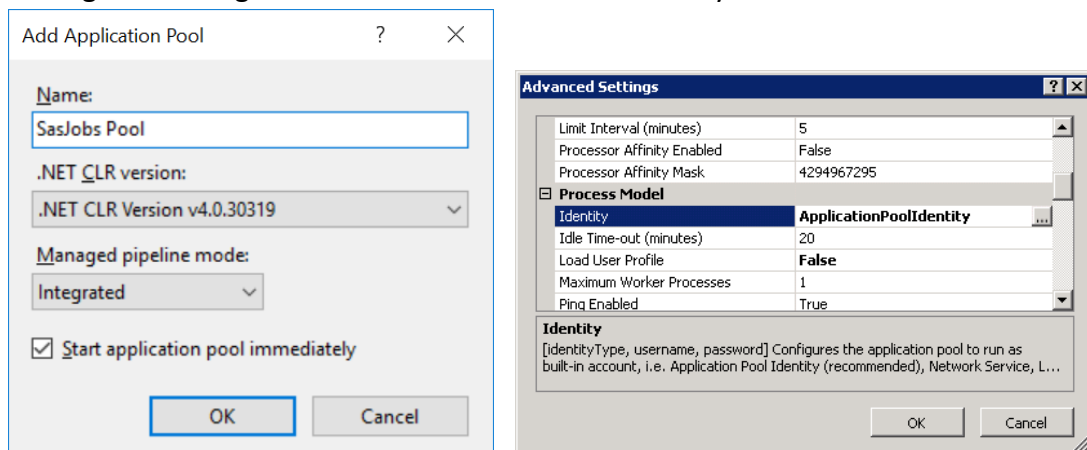 Add Application Pool ? ×
Name:
SasJobs Pool
.NET CLR version:
.NET CLR Version v4.0.30319
Managed pipeline mode:
Integrated
Start application pool immediately
OK Cancel
Advanced Settings ? ×
Limit Interval (minutes) 5
Processor Affinity Enabled False
Processor Affinity Mask 4294967295
Process Model
Identity ApplicationPoolIdentity ...
Idle Time-out (minutes) 20
Load User Profile False
Maximum Worker Processes 1
Ping Enabled True
Identity
[identityType, username, password] Configures the application pool to run as
built-in account, i.e. Application Pool Identity (recommended), Network Service, L...
OK Cancel